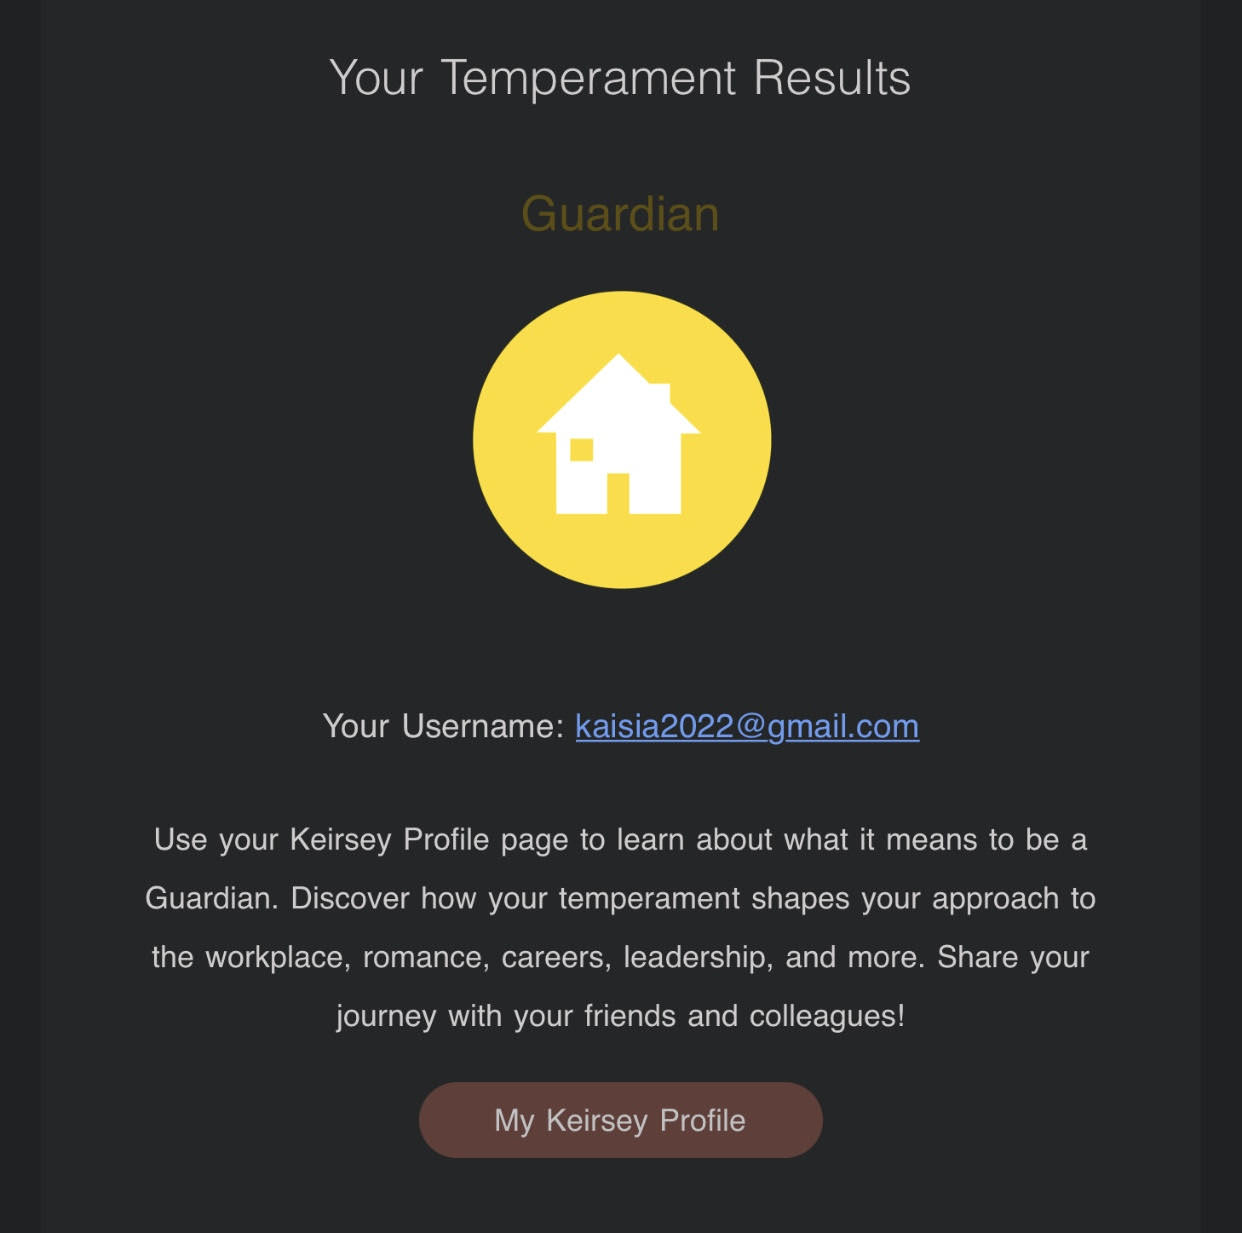 Your Temperament Results
Guardian
Your Username: kaisia2022@gmail.com
Use your Keirsey Profile page to learn about what it means to be a
Guardian. Discover how your temperament shapes your approach to
the workplace, romance, careers, leadership, and more. Share your
journey with your friends and colleagues!
My Keirsey Profile